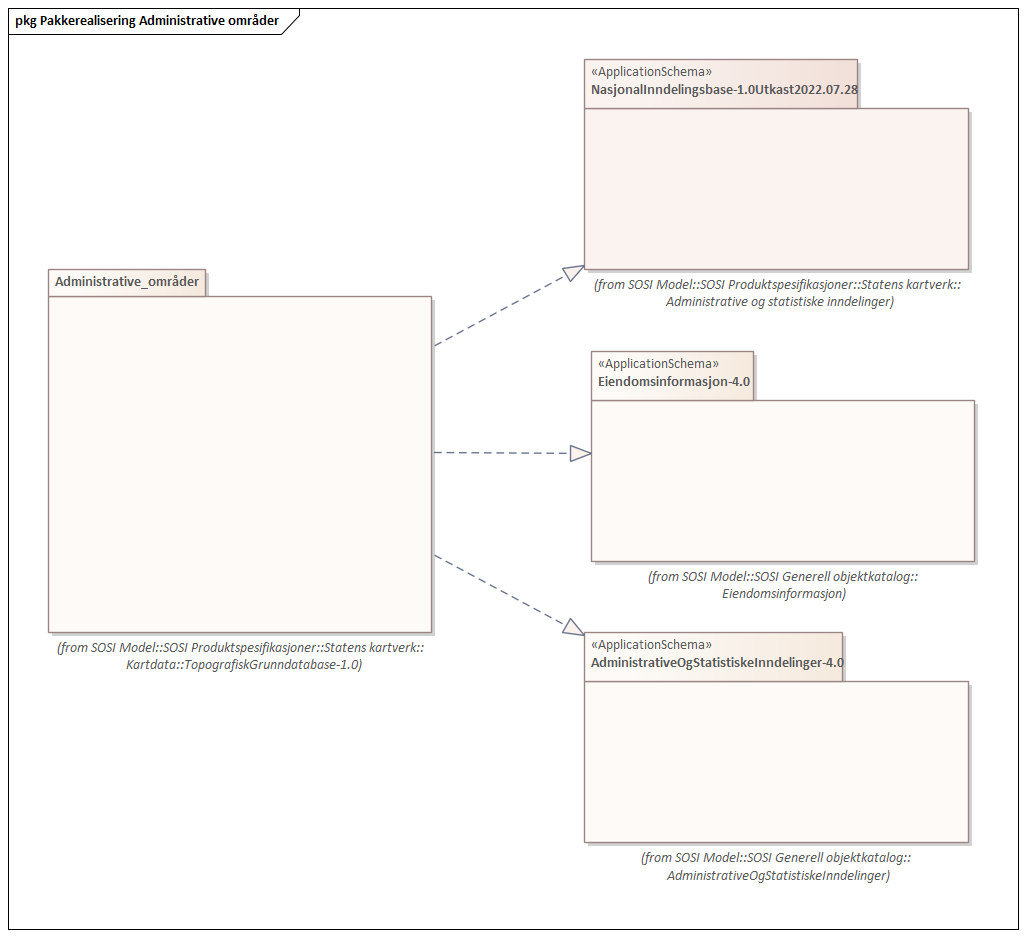 pkg Pakkerealisering Administrative områder
«ApplicationSchema»
NasjonalInndelingsbase-1.0Utkast2022.07.28
(from SOSI Model::SOSI Produktspesifikasjoner::Statens kartverk::
Administrative og statistiske inndelinger)
Administrative_områder
(from SOSI Model::SOSI Produktspesifikasjoner::Statens kartverk::
Kartdata::TopografiskGrunndatabase-1.0)
«ApplicationSchema»
Eiendomsinformasjon-4.0
(from SOSI Model::SOSI Generell objektkatalog::
Eiendomsinformasjon)
«ApplicationSchema»
AdministrativeOgStatistiskeInndelinger-4.0
(from SOSI Model::SOSI Generell objektkatalog::
AdministrativeOgStatistiskeInndelinger)